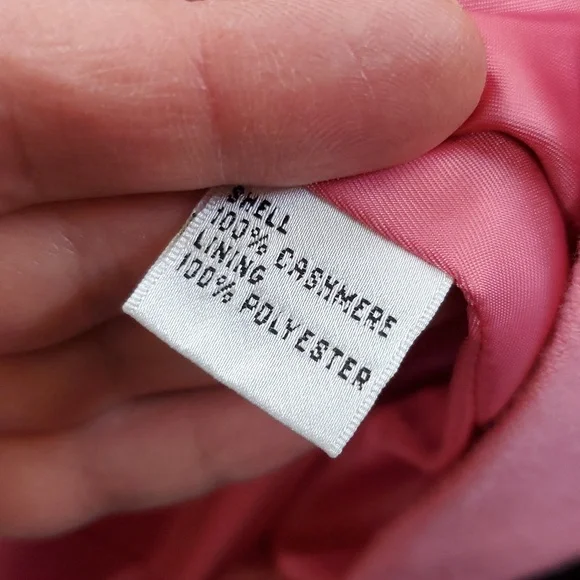 SHELL
100% CASHMERE
LINING
100% POLYESTER